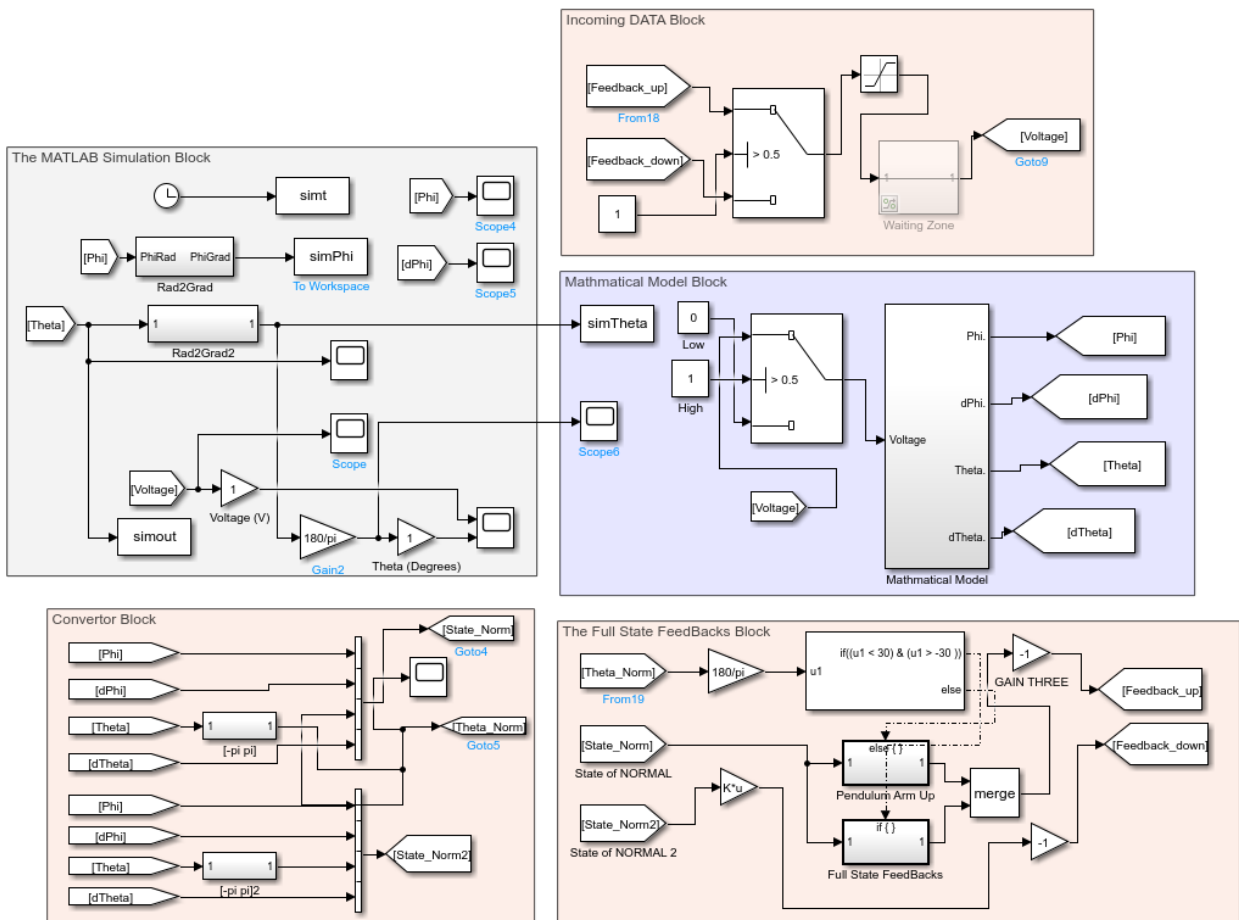 Incoming DATA Block
[Feedback_up]
From18
[Feedback_down]
> 0.5
1
1
1
Waiting Zone
[Voltage]
Goto9
The MATLAB Simulation Block
simt
[Phi]
Scope4
[Phi]
PhiRad
PhiGrad
Rad2Grad
simPhi
To Workspace
[dPhi]
Scope5
[Theta]
1
1
Rad2Grad2
simTheta
Scope
Scope6
[Voltage]
1
Voltage (V)
simout
180/pi
Gain2
1
Theta (Degrees)
Mathmatical Model Block
0
Low
1
High
> 0.5
[Voltage]
Voltage
Phi.
dPhi.
Theta.
dTheta.
Mathmatical Model
[Phi]
[dPhi]
[Theta]
[dTheta]
Convertor Block
[Phi]
[dPhi]
[Theta]
1
1
[-pi pi]
[dTheta]
[State_Norm]
Goto4
[Theta_Norm]
Goto5
[Phi]
[dPhi]
[Theta]
1
1
[-pi pi]2
[dTheta]
[State_Norm2]
The Full State FeedBacks Block
[Theta_Norm]
From19
180/pi
u1
if((u1 < 30) & (u1 > -30 ))
else
-1
GAIN THREE
[Feedback_up]
[State_Norm]
State of NORMAL
else { }
1
1
Pendulum Arm Up
merge
[Feedback_down]
K*u
[State_Norm2]
State of NORMAL 2
if { }
1
1
Full State FeedBacks
-1